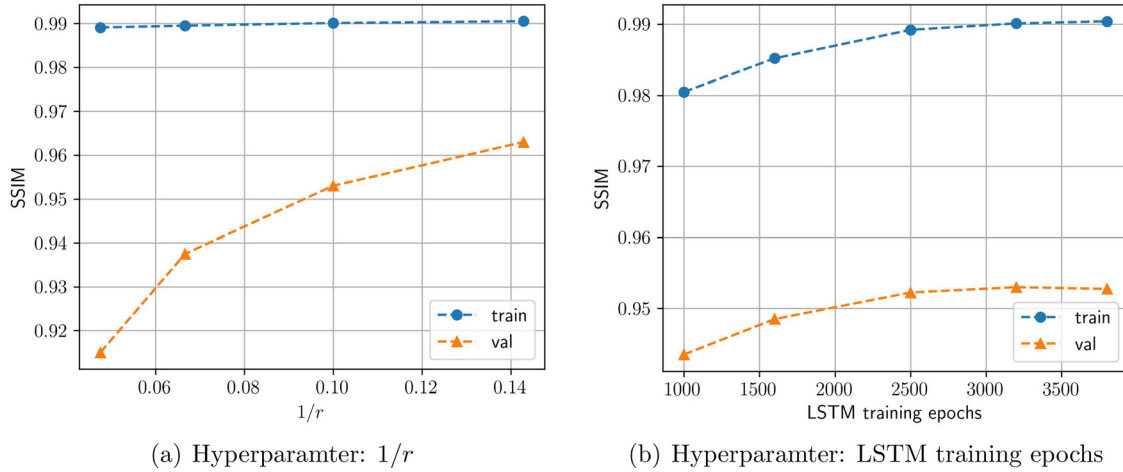 0.99
0.98
0.97
0.96
0.95
0.94
0.93
0.92
SSIM
0.06 0.08 0.10 0.12 0.14
1/r
train
val
(a) Hyperparamter: 1/r
0.99
0.98
0.97
0.96
0.95
SSIM
1000 1500 2000 2500 3000 3500
LSTM training epochs
train
val
(b) Hyperparamter: LSTM training epochs